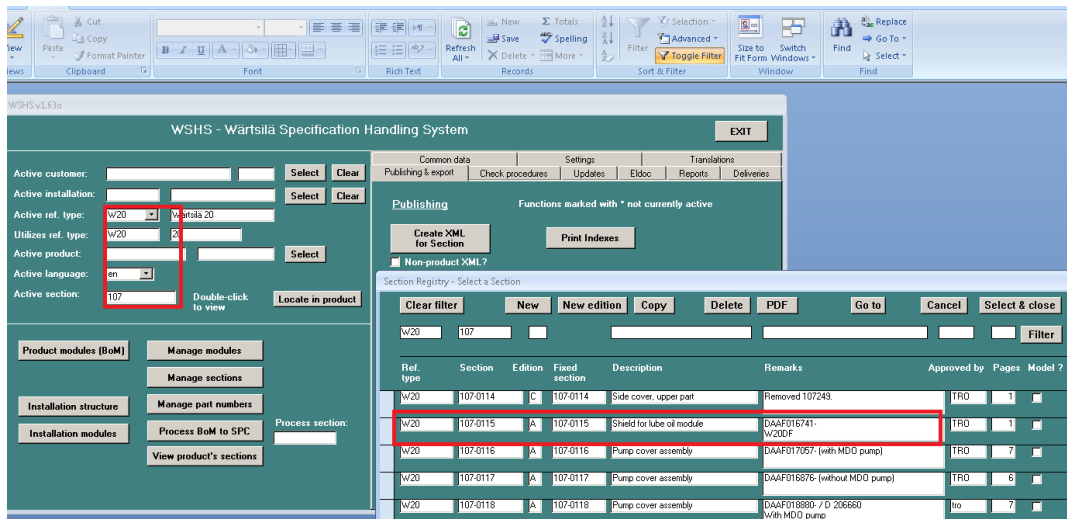 Cut
Copy
Format Painter
Paste
iew
iews
Clipboard
B I U A
Font
Rich Text
Refresh All
New
Save
Delete
Totals
Spelling
More
Records
Filter
Selection
Advanced
Toggle Filter
Sort & Filter
Size to Fit Form
Switch Windows
Window
Find
Replace
Go To
Select
Find
WSHS v1.63o
WSHS - Wärtsilä Specification Handling System
EXIT
Active customer: Select Clear
Active installation: Select Clear
Active ref. type: W20 Wärtsilä 20
Utilizes ref. type: W20 20
Active product: Select
Active language: en
Active section: 107 Double-click to view Locate in product
Common data Settings Translations
Publishing & export Check procedures Updates Eldoc Reports Deliveries
Publishing Functions marked with * not currently active
Create XML for Section
Print Indexes
Non-product XML?
Product modules (BoM) Manage modules
Manage sections
Installation structure Manage part numbers
Installation modules Process BoM to SPC Process section:
View product's sections
Section Registry - Select a Section
Clear filter New New edition Copy Delete PDF Go to Cancel Select & close
W20 107 Filter
Ref. type Section Edition Fixed section Description Remarks Approved by Pages Model ?
W20 107-0114 C 107-0114 Side cover, upper part Removed 107249. TRO 1
W20 107-0115 A 107-0115 Shield for lube oil module DAAF016741- TRO 1
W20DF
W20 107-0116 A 107-0116 Pump cover assembly DAAF017057- (with MDO pump) TRO 7
W20 107-0117 A 107-0117 Pump cover assembly DAAF016876- (without MDO pump) TRO 6
W20 107-0118 A 107-0118 Pump cover assembly DAAF018880- / D 206660 tro 7
With MDO pump